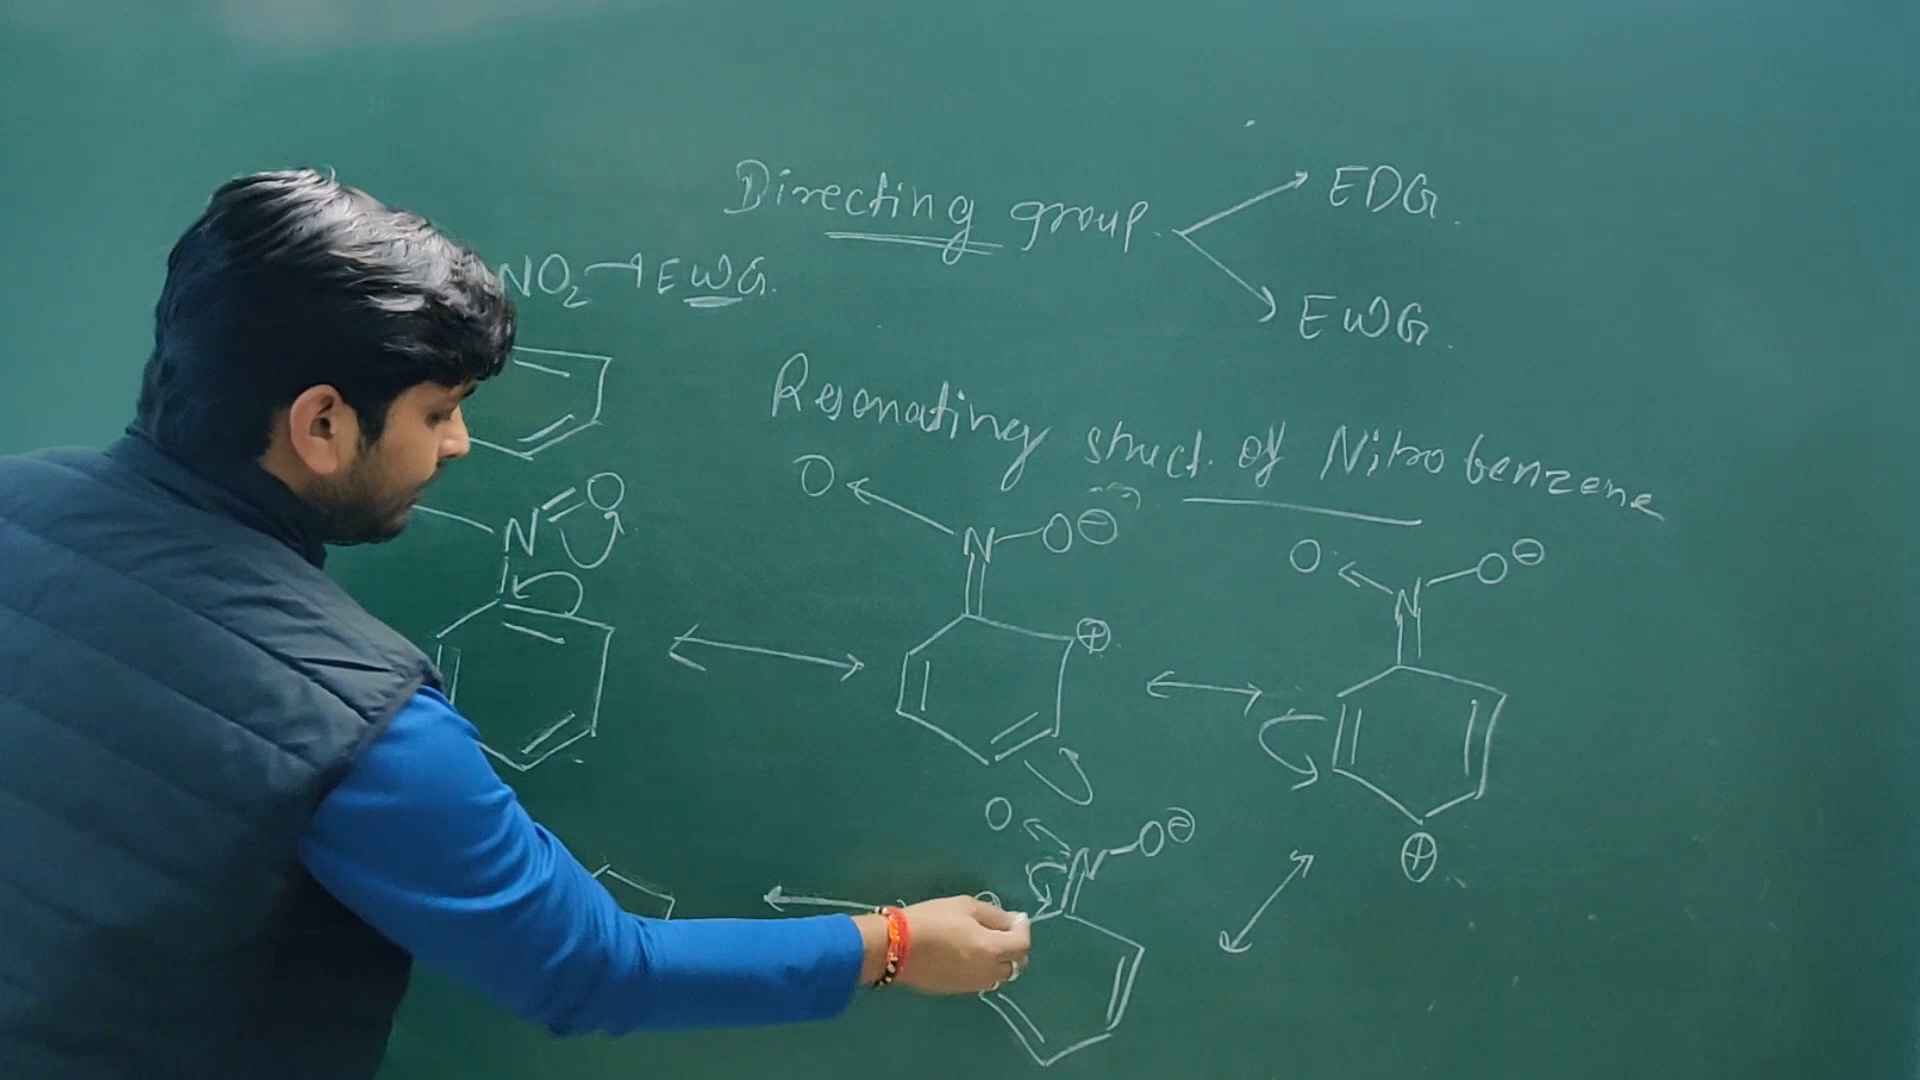 Directing group. EDG.
NO2 → EWG.
EWG.
Resonating struct. of Nitrobenzene
O
N
O
N O⊖
⊕
O
N O⊖
⊕
O
N O⊖